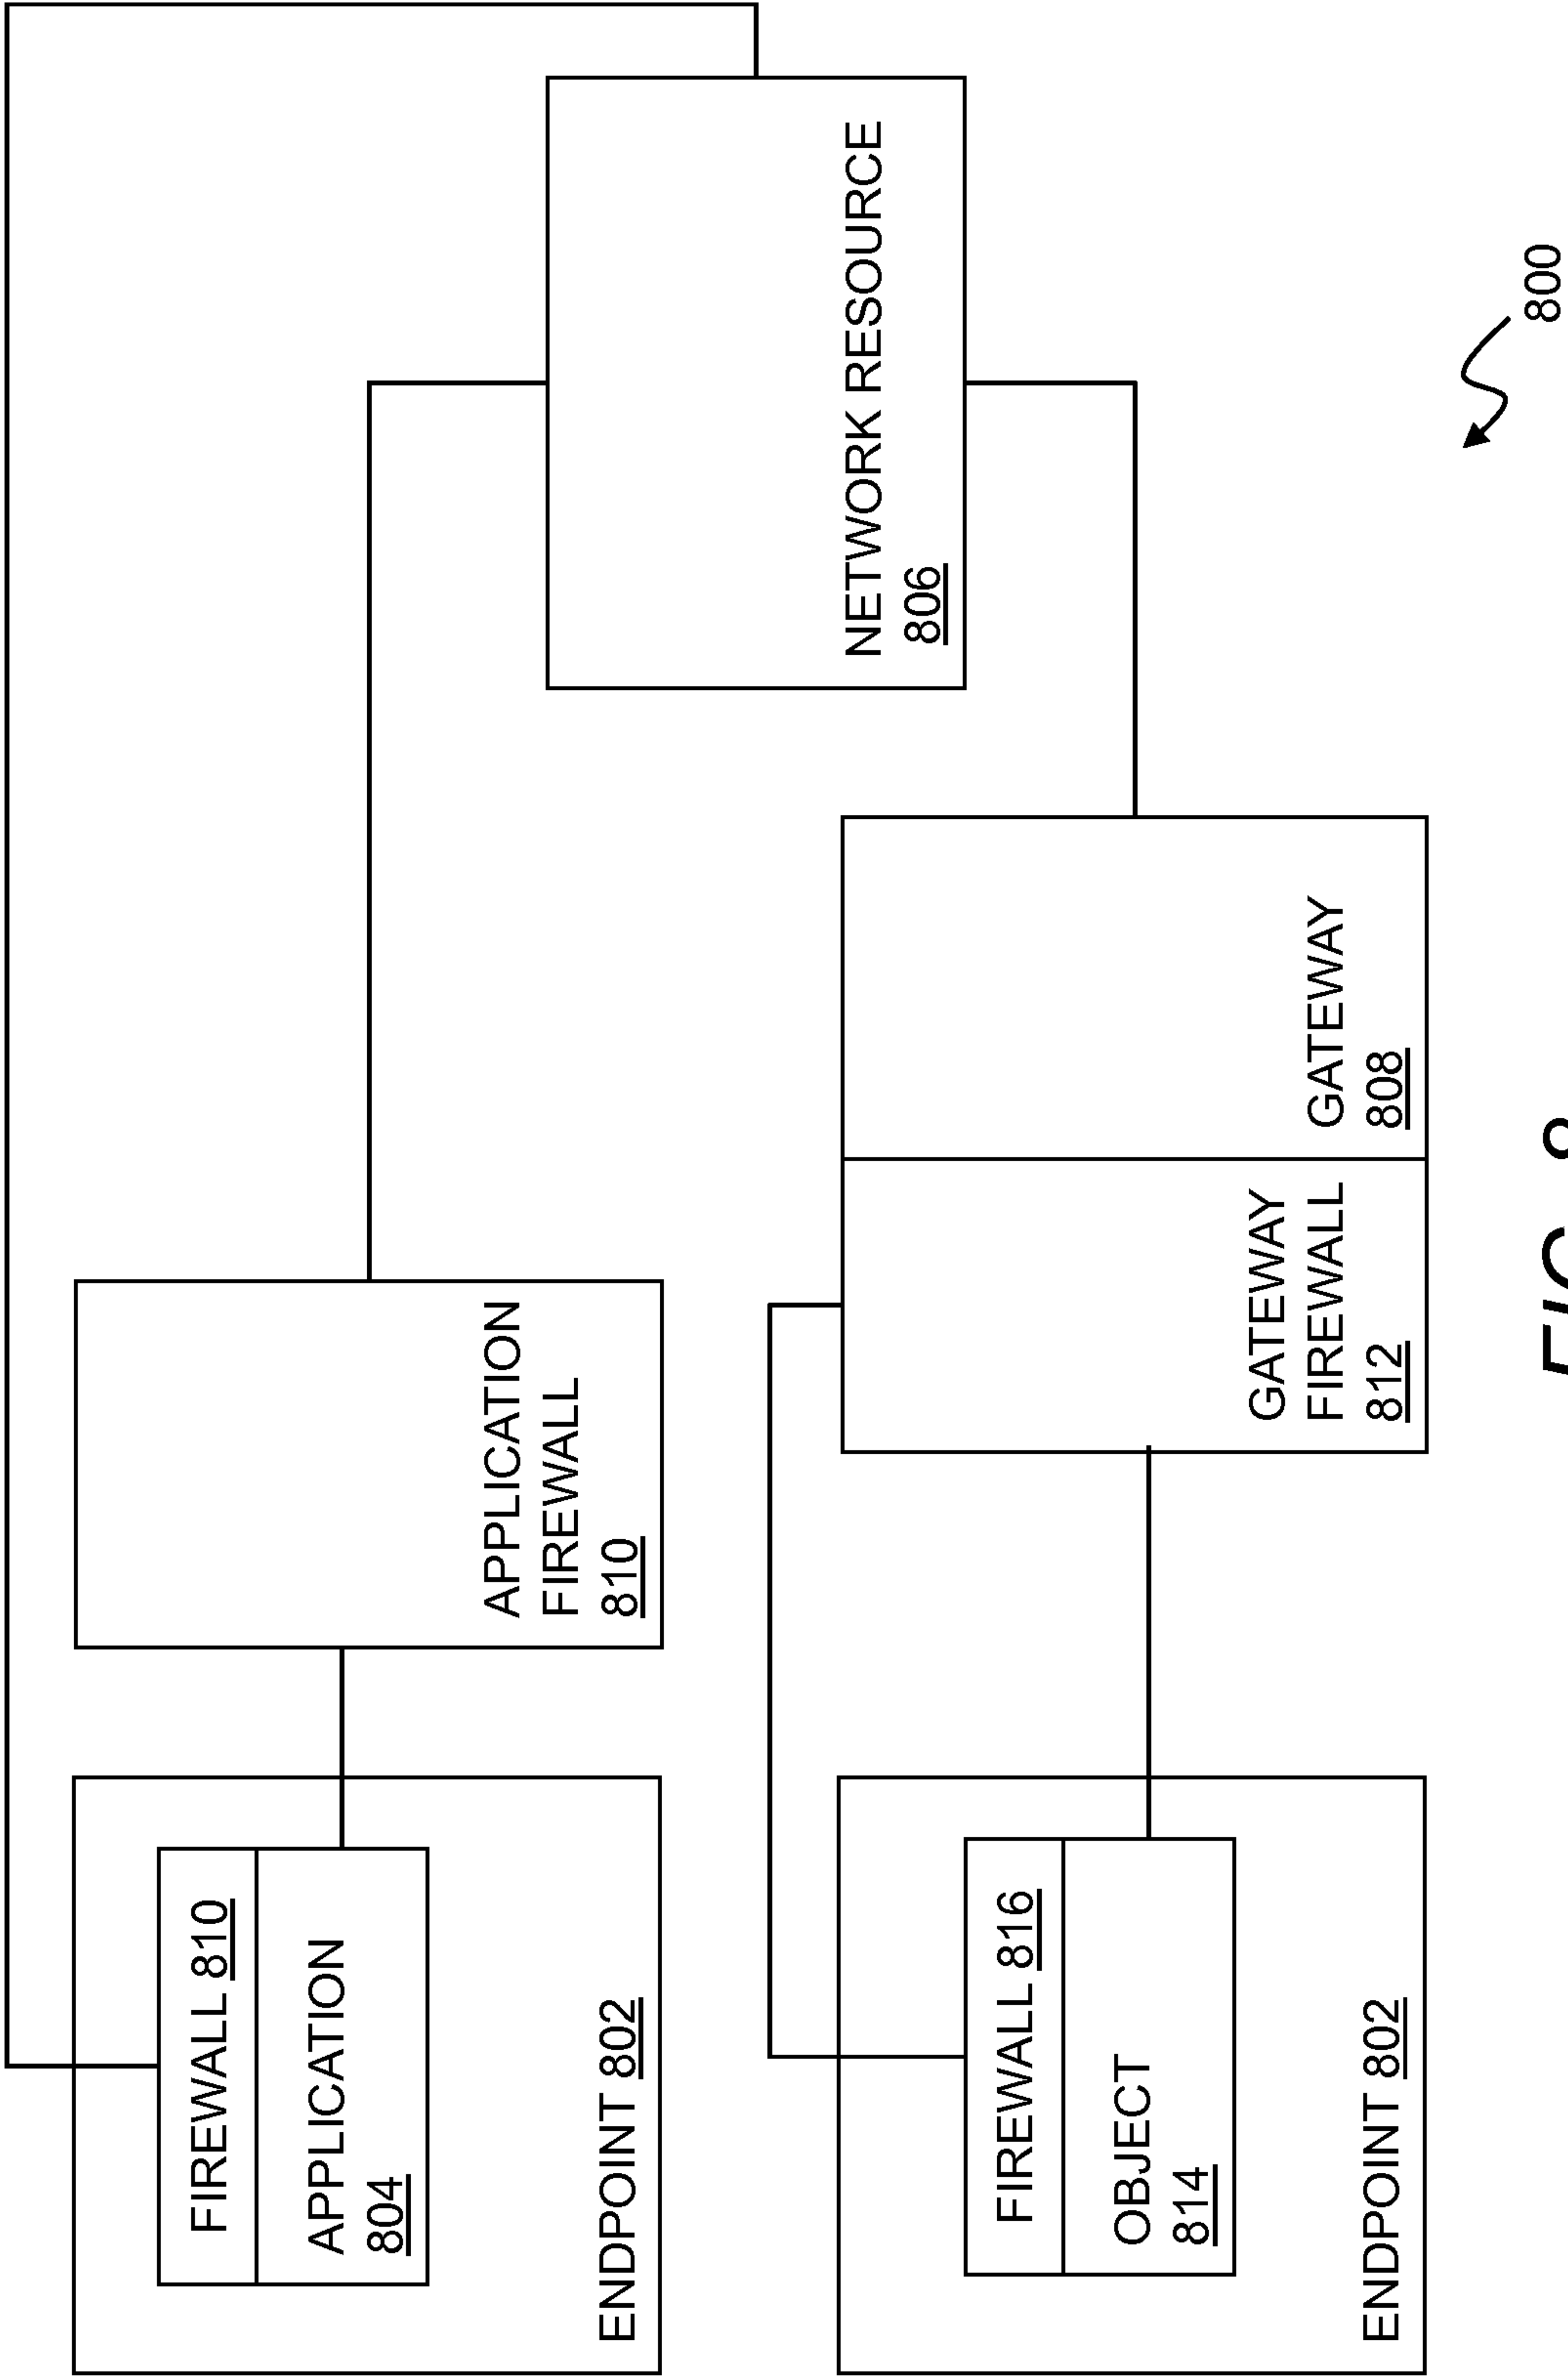 FIREWALL 810
APPLICATION
804
ENDPOINT 802
APPLICATION
FIREWALL
810
NETWORK RESOURCE
806
FIREWALL 816
OBJECT
814
ENDPOINT 802
GATEWAY
FIREWALL
812
GATEWAY
808
800